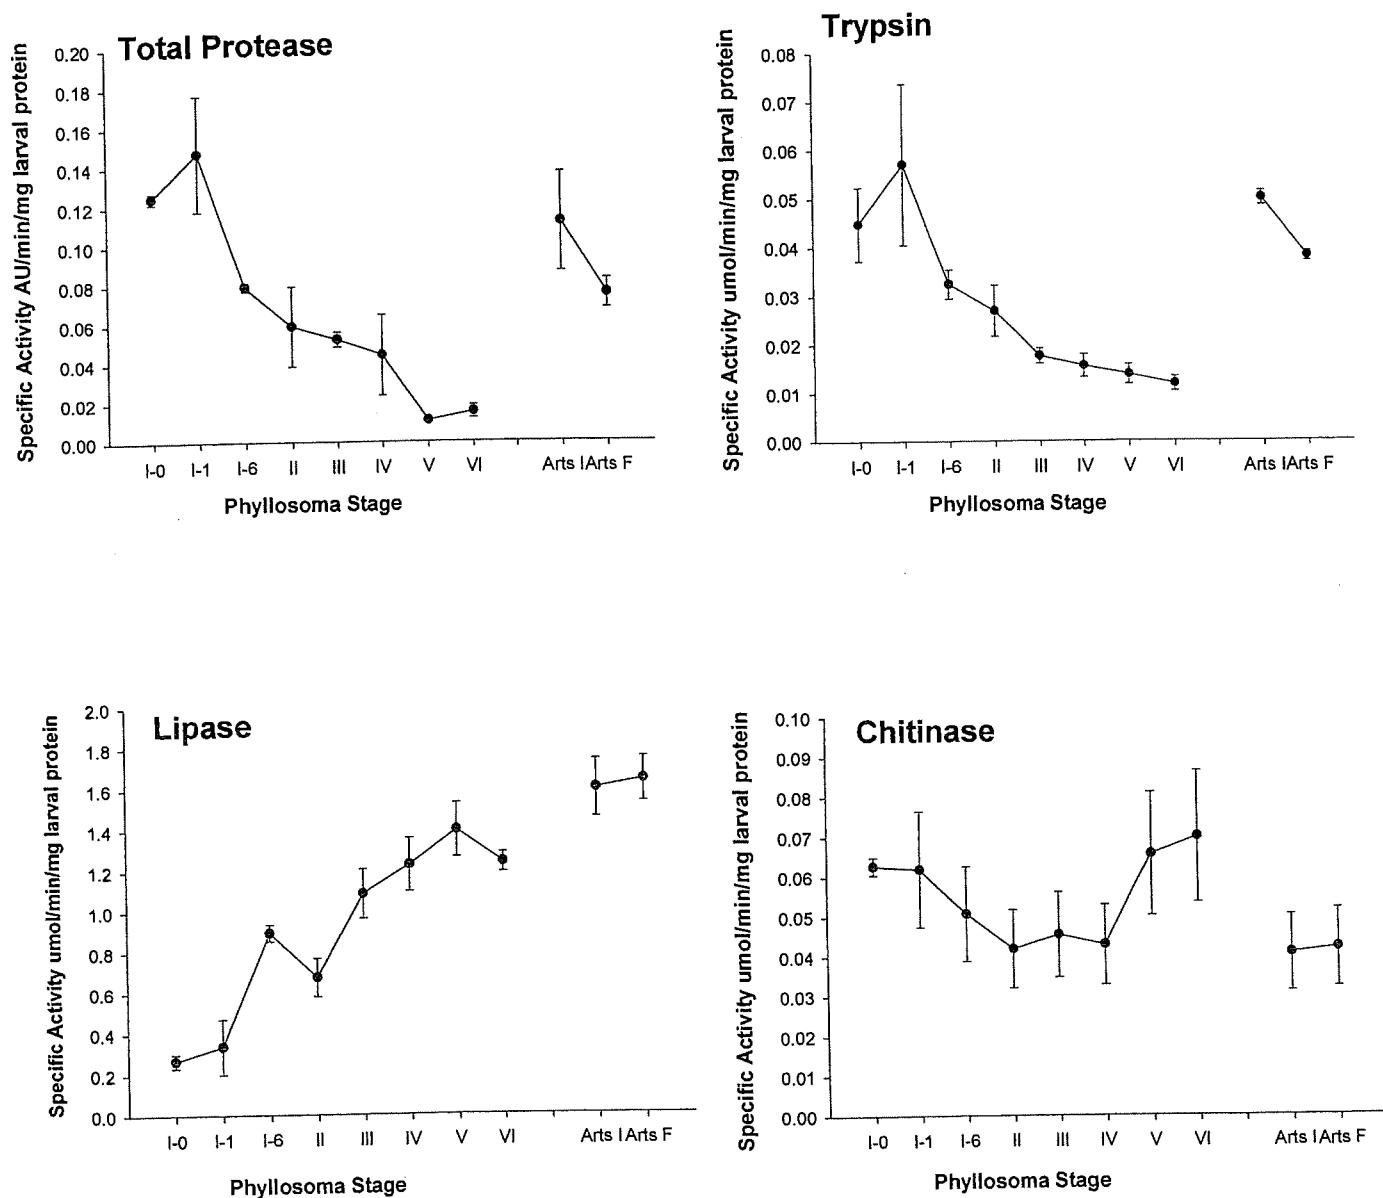 Total Protease
Specific Activity AU/min/mg larval protein
0.20
0.18
0.16
0.14
0.12
0.10
0.08
0.06
0.04
0.02
0.00
I-0 I-1 I-6 II III IV V VI Arts I Arts F
Phyllosoma Stage
Trypsin
Specific Activity umol/min/mg larval protein
0.08
0.07
0.06
0.05
0.04
0.03
0.02
0.01
0.00
I-0 I-1 I-6 II III IV V VI Arts I Arts F
Phyllosoma Stage
Lipase
Specific Activity umol/min/mg larval protein
2.0
1.8
1.6
1.4
1.2
1.0
0.8
0.6
0.4
0.2
0.0
I-0 I-1 I-6 II III IV V VI Arts I Arts F
Phyllosoma Stage
Chitinase
Specific Activity umol/min/mg larval protein
0.10
0.09
0.08
0.07
0.06
0.05
0.04
0.03
0.02
0.01
0.00
I-0 I-1 I-6 II III IV V VI Arts I Arts F
Phyllosoma Stage